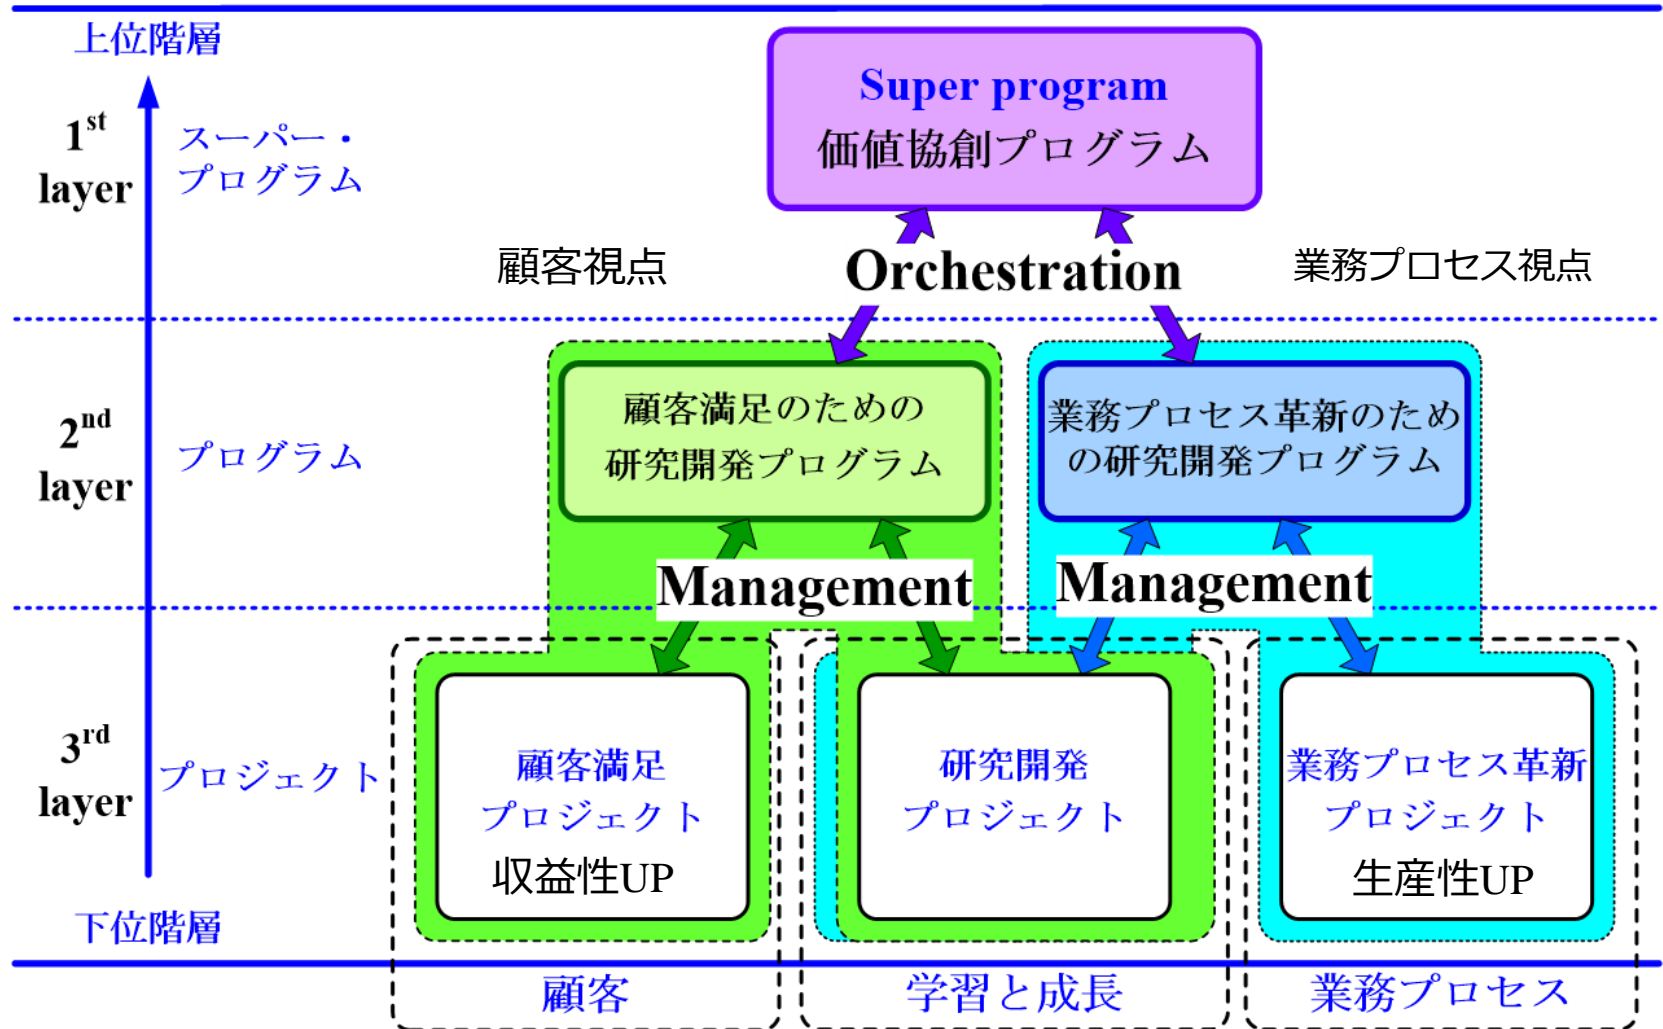 上位階層
1st
layer
スーパー・
プログラム
Super program
価値協創プログラム
顧客視点
Orchestration
業務プロセス視点
2nd
layer
プログラム
顧客満足のための
研究開発プログラム
業務プロセス革新のため
の研究開発プログラム
Management
Management
3rd
layer
プロジェクト
顧客満足
プロジェクト
収益性UP
研究開発
プロジェクト
業務プロセス革新
プロジェクト
生産性UP
下位階層
顧客
学習と成長
業務プロセス